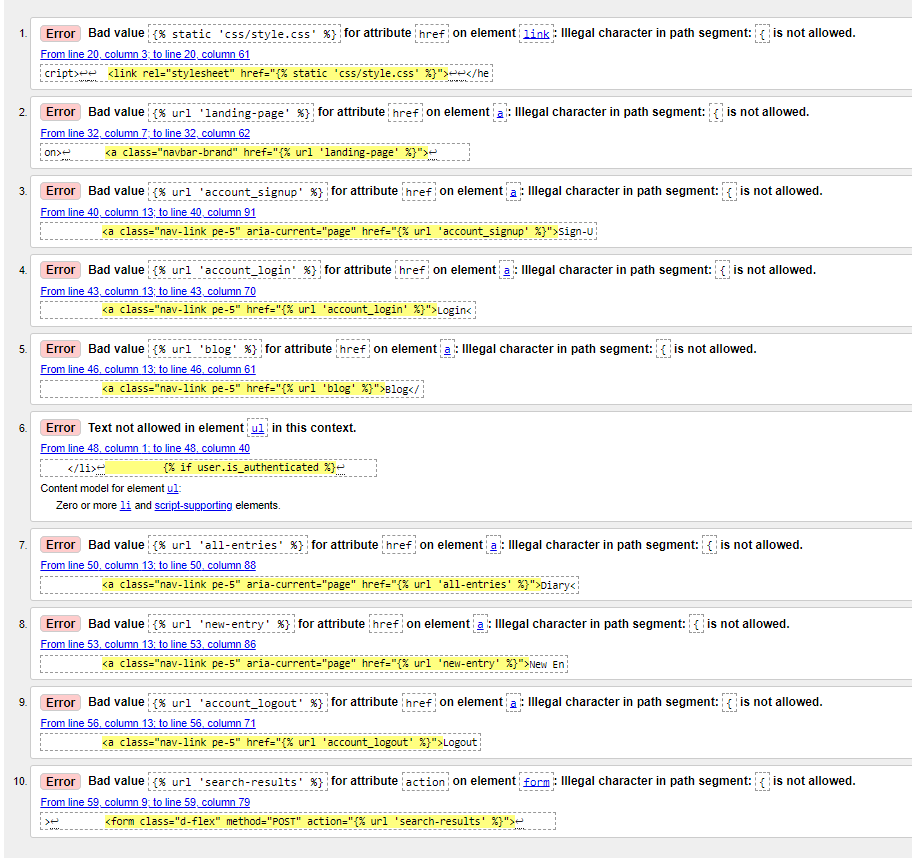 1. Error Bad value {% static 'css/style.css' %} for attribute href on element link: Illegal character in path segment: { is not allowed.
From line 20, column 3; to line 20, column 61
cript>↩↩  <link rel="stylesheet" href="{% static 'css/style.css' %}">↩↩</he
2. Error Bad value {% url 'landing-page' %} for attribute href on element a: Illegal character in path segment: { is not allowed.
From line 32, column 7; to line 32, column 62
on>↩      <a class="navbar-brand" href="{% url 'landing-page' %}">↩
3. Error Bad value {% url 'account_signup' %} for attribute href on element a: Illegal character in path segment: { is not allowed.
From line 40, column 13; to line 40, column 91
<a class="nav-link pe-5" aria-current="page" href="{% url 'account_signup' %}">Sign-U
4. Error Bad value {% url 'account_login' %} for attribute href on element a: Illegal character in path segment: { is not allowed.
From line 43, column 13; to line 43, column 70
<a class="nav-link pe-5" href="{% url 'account_login' %}">Login<
5. Error Bad value {% url 'blog' %} for attribute href on element a: Illegal character in path segment: { is not allowed.
From line 46, column 13; to line 46, column 61
<a class="nav-link pe-5" href="{% url 'blog' %}">Blog</
6. Error Text not allowed in element ul in this context.
From line 48, column 1; to line 48, column 40
</li>↩         {% if user.is_authenticated %}↩
Content model for element ul:
Zero or more li and script-supporting elements.
7. Error Bad value {% url 'all-entries' %} for attribute href on element a: Illegal character in path segment: { is not allowed.
From line 50, column 13; to line 50, column 88
<a class="nav-link pe-5" aria-current="page" href="{% url 'all-entries' %}">Diary<
8. Error Bad value {% url 'new-entry' %} for attribute href on element a: Illegal character in path segment: { is not allowed.
From line 53, column 13; to line 53, column 86
<a class="nav-link pe-5" aria-current="page" href="{% url 'new-entry' %}">New En
9. Error Bad value {% url 'account_logout' %} for attribute href on element a: Illegal character in path segment: { is not allowed.
From line 56, column 13; to line 56, column 71
<a class="nav-link pe-5" href="{% url 'account_logout' %}">Logout
10. Error Bad value {% url 'search-results' %} for attribute action on element form: Illegal character in path segment: { is not allowed.
From line 59, column 9; to line 59, column 79
>↩        <form class="d-flex" method="POST" action="{% url 'search-results' %}">↩